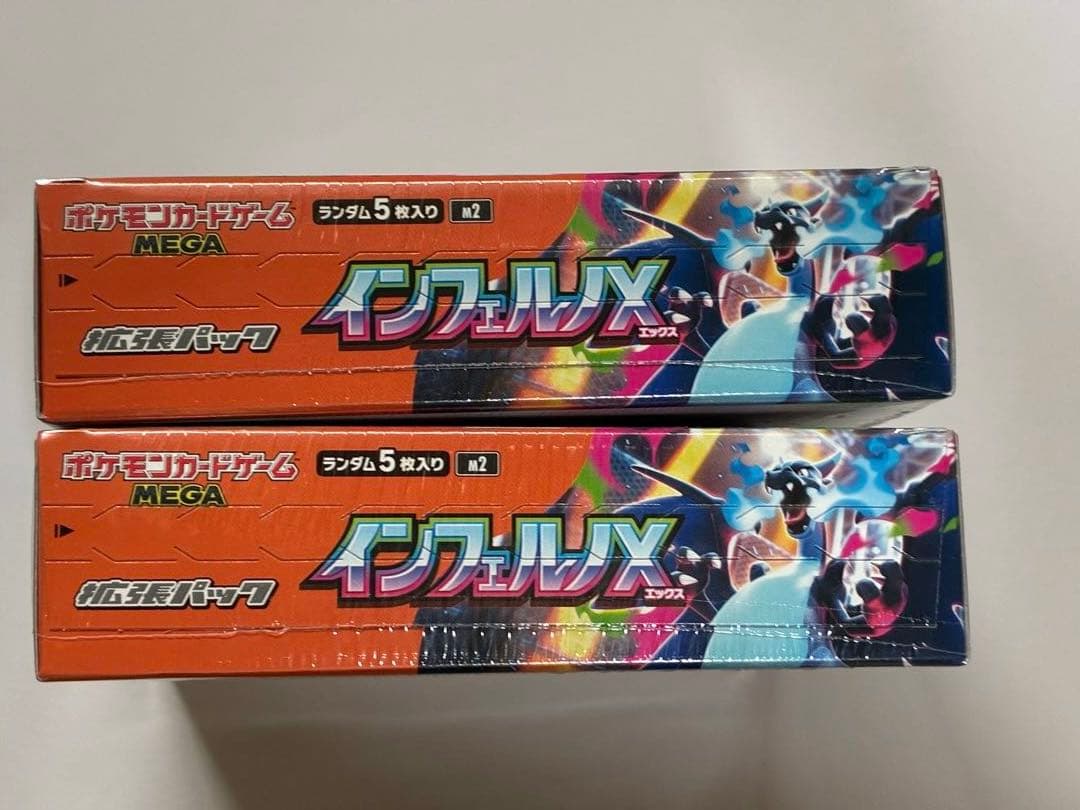 ポケモンカードゲーム
MEGA
ランダム5枚入り
M2
インフェルノX
エックス
拡張パック
ポケモンカードゲーム
MEGA
ランダム5枚入り
M2
インフェルノX
エックス
拡張パック